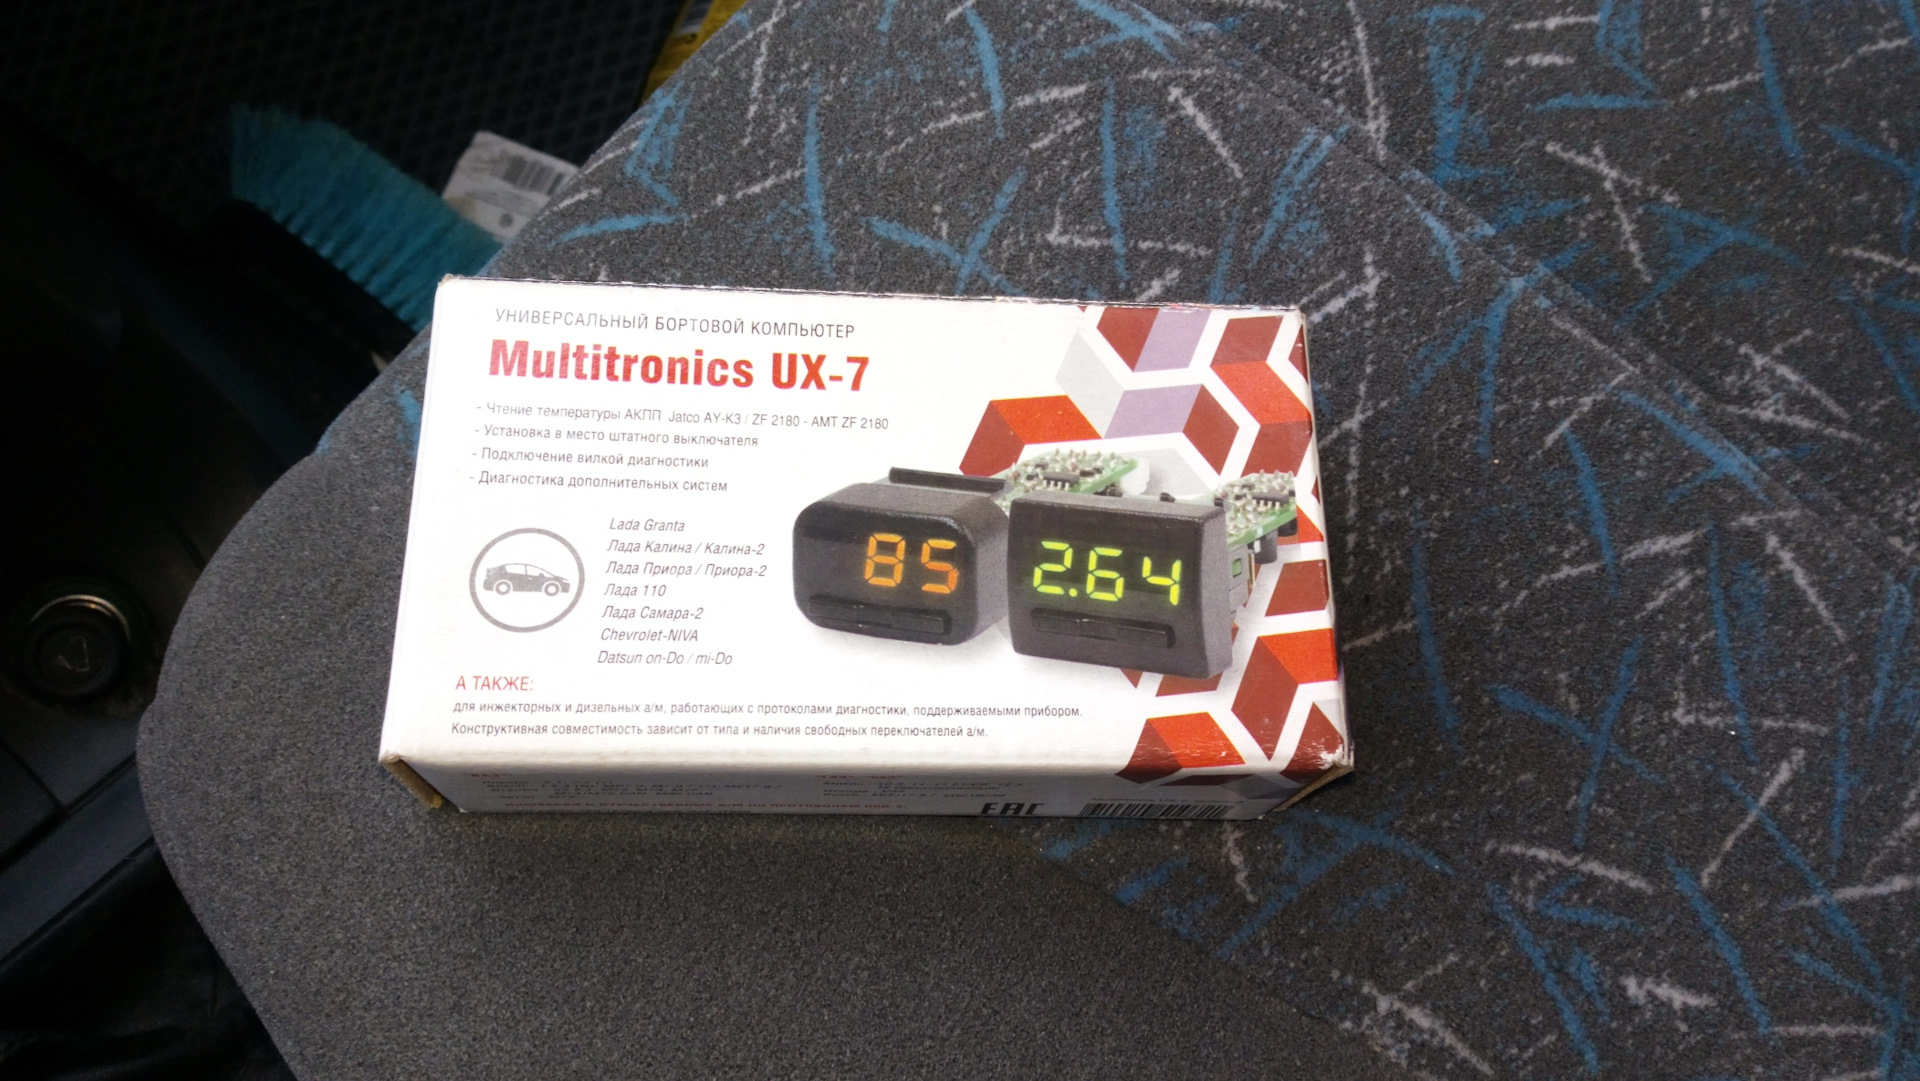 УНИВЕРСАЛЬНЫЙ БОРТОВОЙ КОМПЬЮТЕР
Multitronics UX-7
- Чтение температуры АКПП Jatco AY-K3 / ZF 2180 - АМТ ZF 2180
- Установка в место штатного выключателя
- Подключение вилкой диагностики
- Диагностика дополнительных систем
Lada Granta
Лада Калина / Калина-2
Лада Приора / Приора-2
Лада 110
Лада Самара-2
Chevrolet-NIVA
Datsun on-Do / mi-Do
85
2.64
А ТАКЖЕ:
для инжекторных и дизельных а/м, работающих с протоколами диагностики, поддерживаемыми прибором.
Конструктивная совместимость зависит от типа и наличия свободных переключателей а/м.
EAC